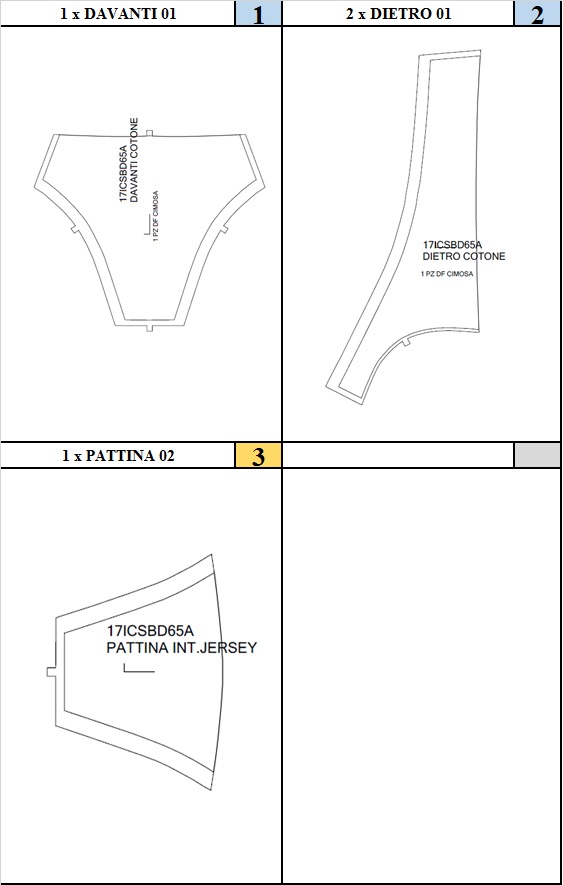 1 x DAVANTI 01
1
2 x DIETRO 01
2
17ICSBD65A
DAVANTI COTONE
1 PZ DF CIMOSA
17ICSBD65A
DIETRO COTONE
1 PZ DF CIMOSA
1 x PATTINA 02
3
17ICSBD65A
PATTINA INT.JERSEY